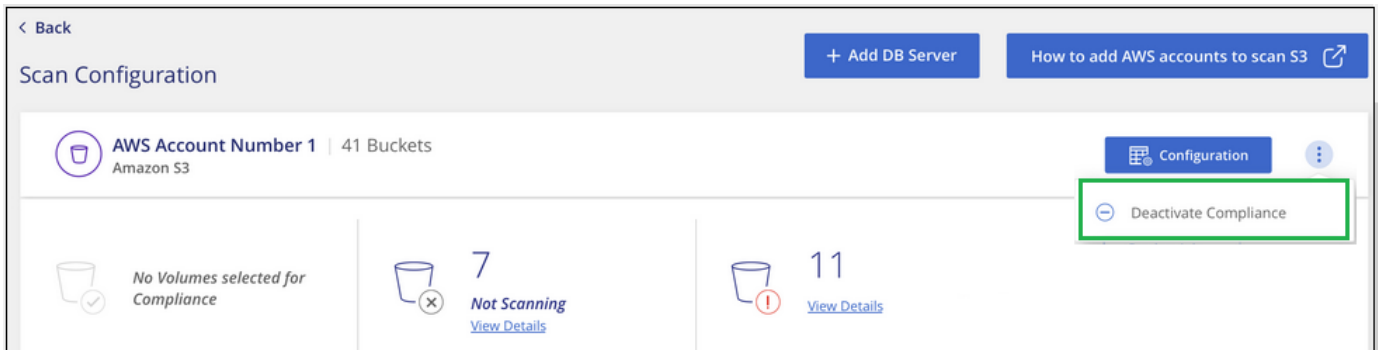 < Back
Scan Configuration
+ Add DB Server
How to add AWS accounts to scan S3
AWS Account Number 1 | 41 Buckets
Amazon S3
Configuration
Deactivate Compliance
No Volumes selected for
Compliance
7
Not Scanning
View Details
11
View Details